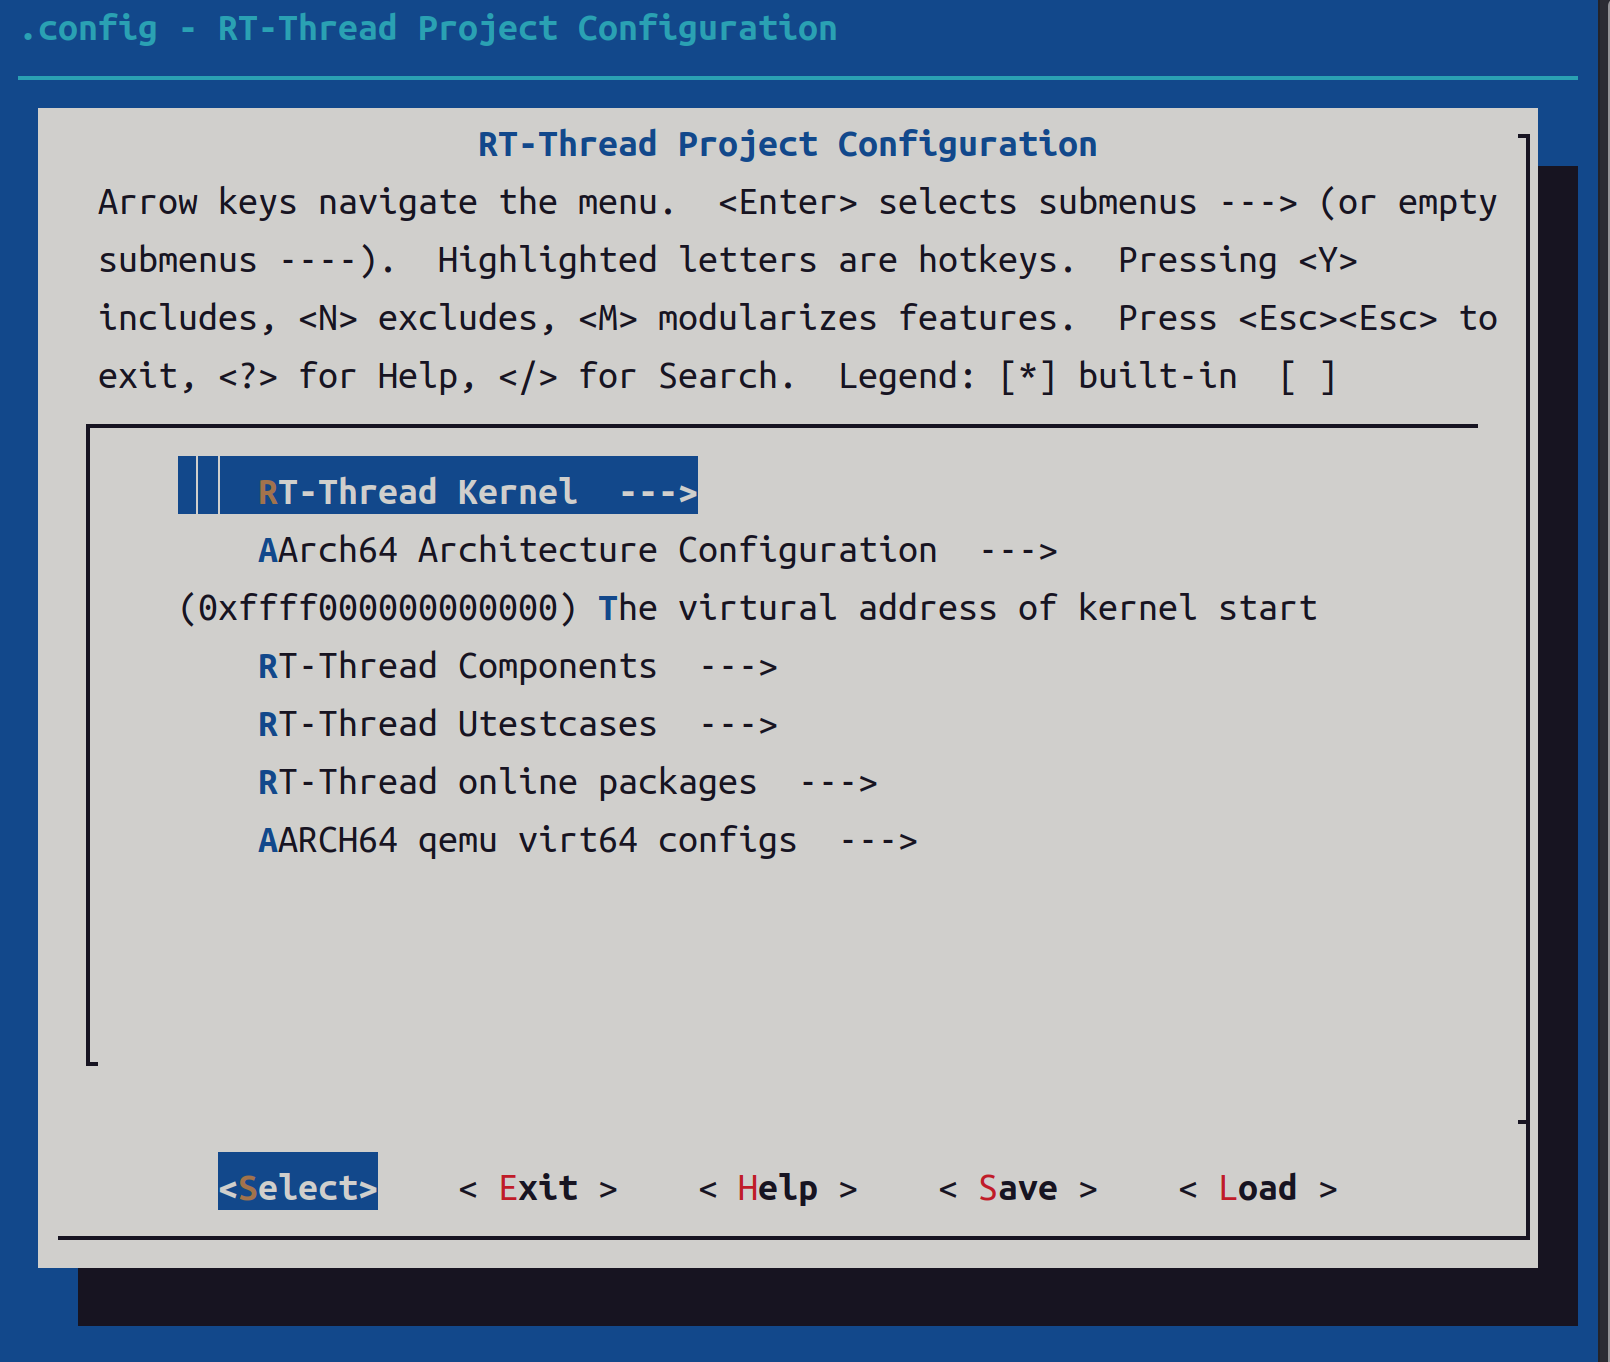 .config - RT-Thread Project Configuration
RT-Thread Project Configuration
Arrow keys navigate the menu.  <Enter> selects submenus ---> (or empty
submenus ----).  Highlighted letters are hotkeys.  Pressing <Y>
includes, <N> excludes, <M> modularizes features.  Press <Esc><Esc> to
exit, <?> for Help, </> for Search.  Legend: [*] built-in  [ ]
RT-Thread Kernel  --->
AArch64 Architecture Configuration  --->
(0xffff000000000000) The virtural address of kernel start
RT-Thread Components  --->
RT-Thread Utestcases  --->
RT-Thread online packages  --->
AARCH64 qemu virt64 configs  --->
<Select>    < Exit >    < Help >    < Save >    < Load >